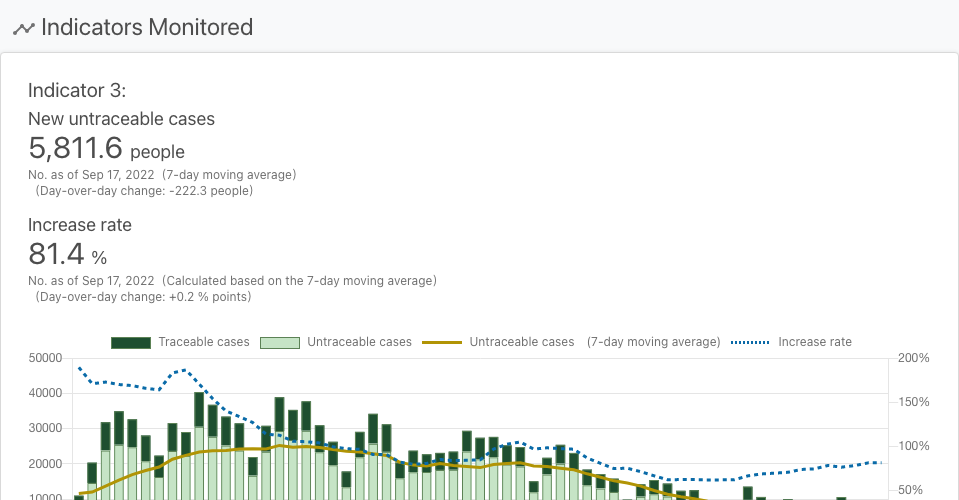 Indicators Monitored
Indicator 3:
New untraceable cases
5,811.6 people
No. as of Sep 17, 2022 (7-day moving average)
(Day-over-day change: -222.3 people)
Increase rate
81.4 %
No. as of Sep 17, 2022 (Calculated based on the 7-day moving average)
(Day-over-day change: +0.2 % points)
Traceable cases Untraceable cases Untraceable cases (7-day moving average) Increase rate
50000 200%
40000 150%
30000
20000 100%
10000 50%